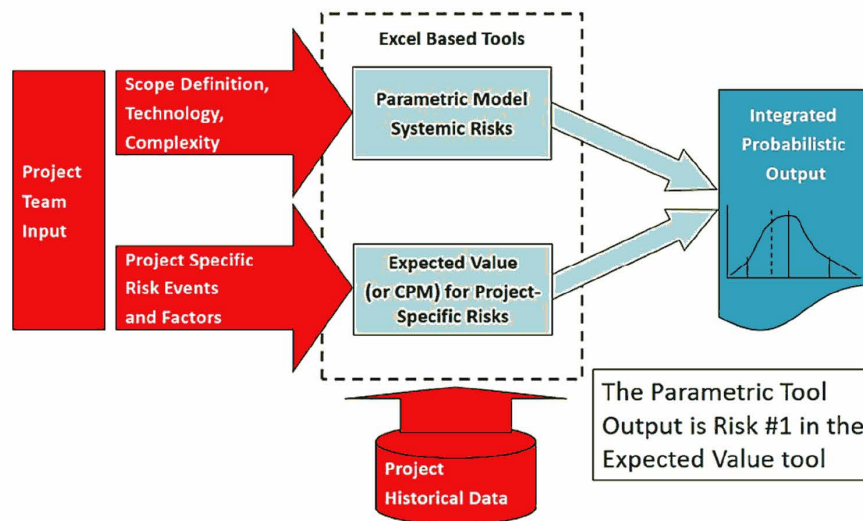 Excel Based Tools
Scope Definition,
Technology,
Complexity
Parametric Model
Systemic Risks
Integrated
Probabilistic
Output
Project
Team
Input
Project Specific
Risk Events
and Factors
Expected Value
(or CPM) for Project-
Specific Risks
The Parametric Tool
Output is Risk #1 in the
Expected Value tool
Project
Historical Data